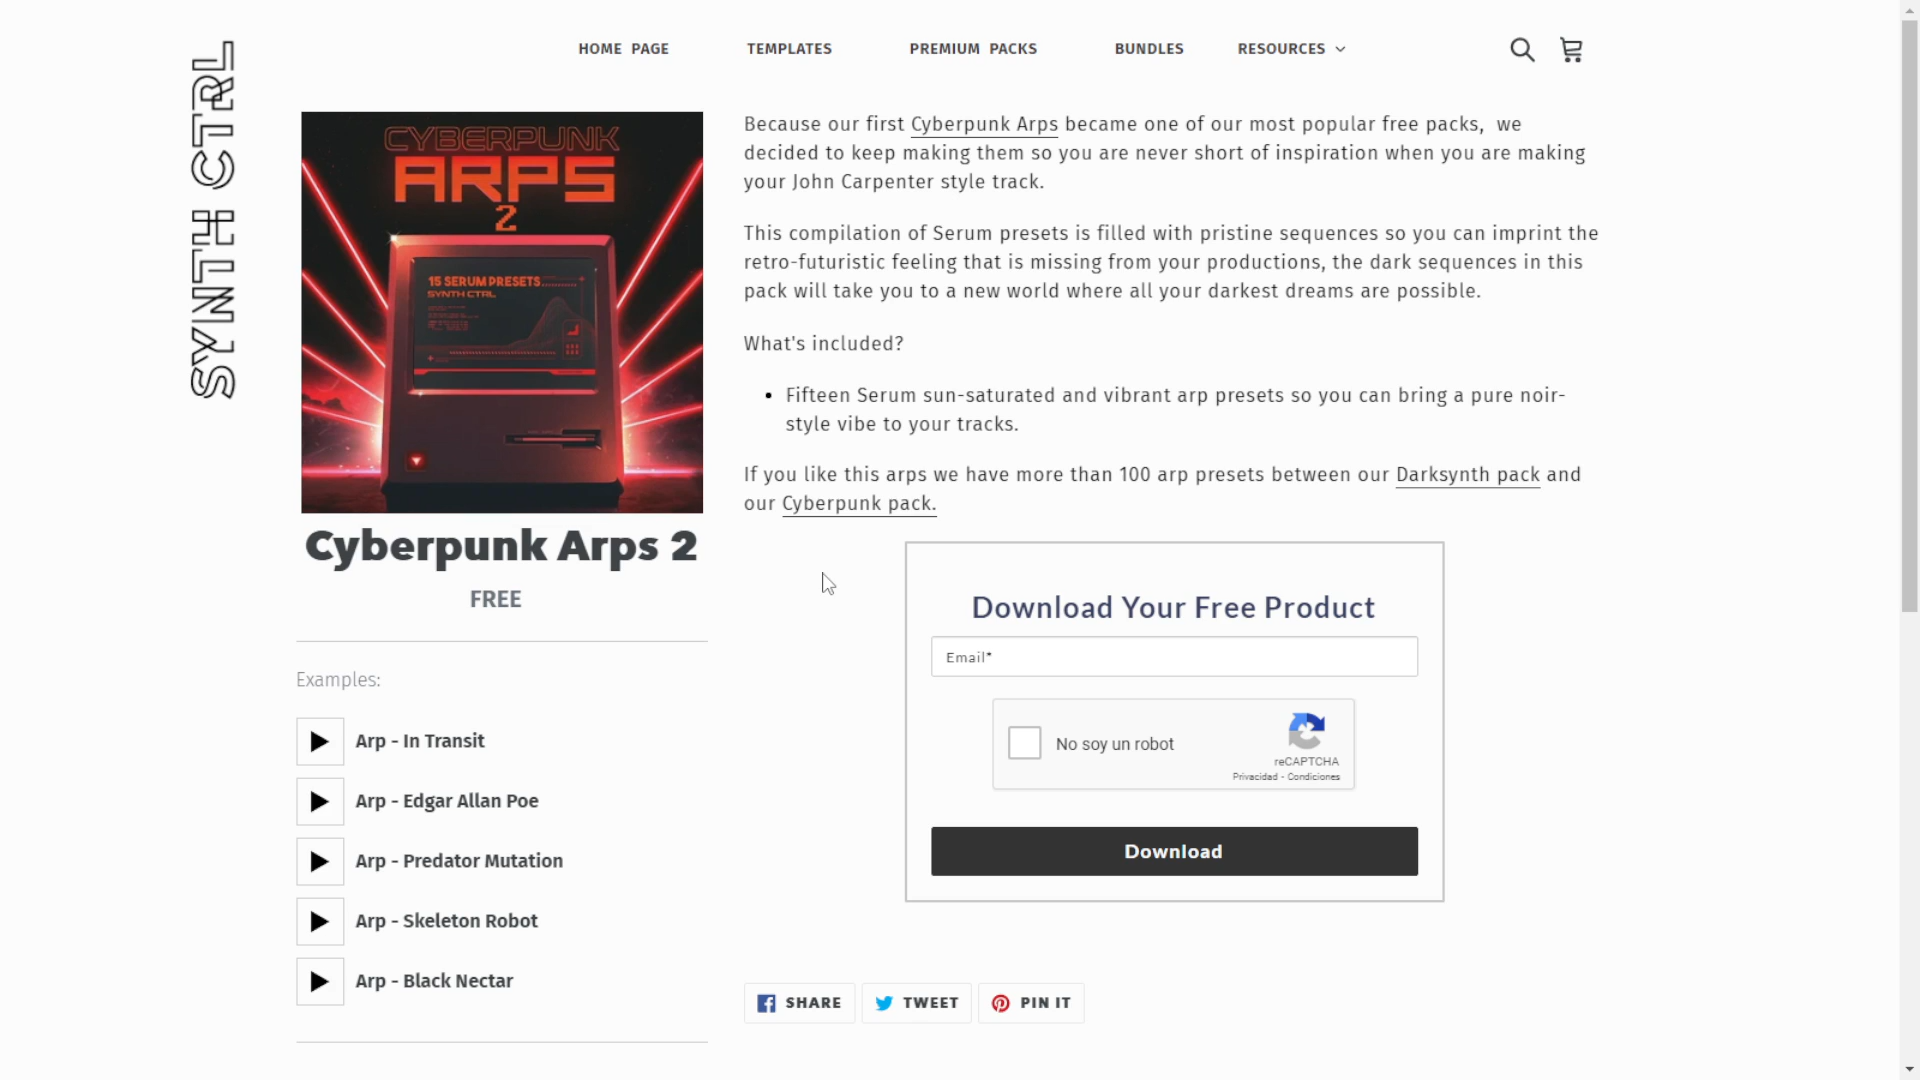 SYNTH CTRL
HOME PAGE
TEMPLATES
PREMIUM PACKS
BUNDLES
RESOURCES
CYBERPUNK
ARPS
2
15 SERUM PRESETS
SYNTH CTRL
Cyberpunk Arps 2
FREE
Examples:
Arp - In Transit
Arp - Edgar Allan Poe
Arp - Predator Mutation
Arp - Skeleton Robot
Arp - Black Nectar
Because our first Cyberpunk Arps became one of our most popular free packs, we
decided to keep making them so you are never short of inspiration when you are making
your John Carpenter style track.
This compilation of Serum presets is filled with pristine sequences so you can imprint the
retro-futuristic feeling that is missing from your productions, the dark sequences in this
pack will take you to a new world where all your darkest dreams are possible.
What's included?
Fifteen Serum sun-saturated and vibrant arp presets so you can bring a pure noir-
style vibe to your tracks.
If you like this arps we have more than 100 arp presets between our Darksynth pack and
our Cyberpunk pack.
Download Your Free Product
Email*
No soy un robot
reCAPTCHA
Privacidad - Condiciones
Download
SHARE
TWEET
PIN IT